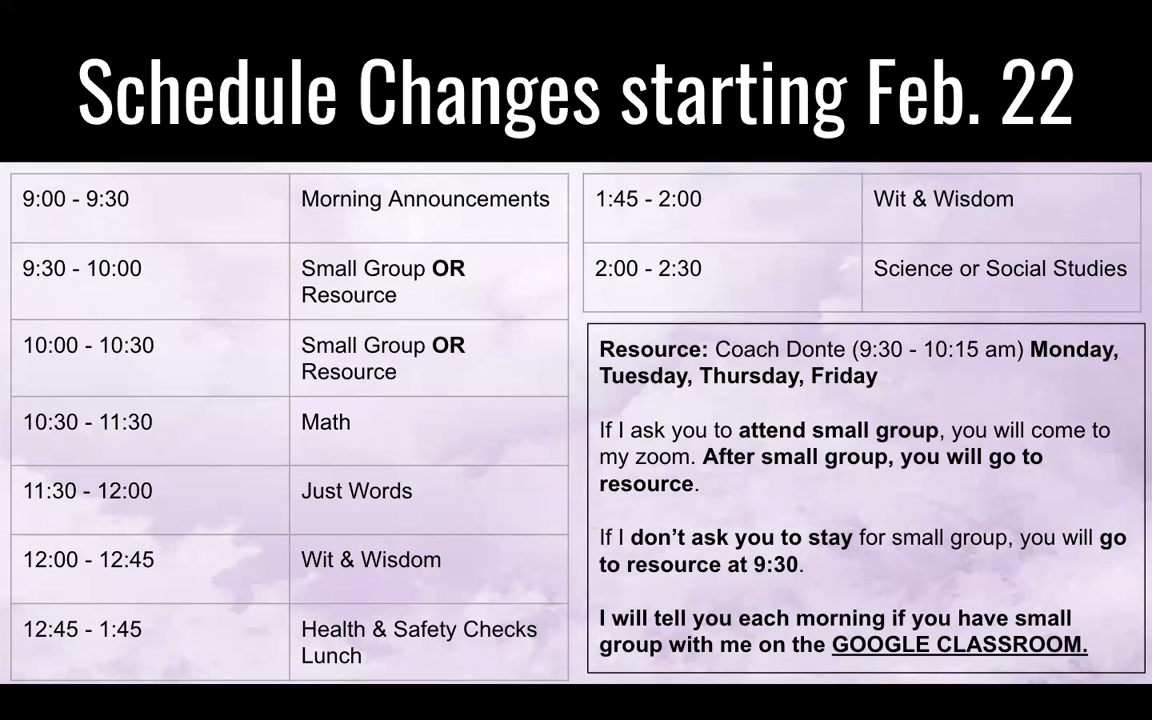 Schedule Changes starting Feb. 22
9:00 - 9:30 Morning Announcements
9:30 - 10:00 Small Group OR
Resource
10:00 - 10:30 Small Group OR
Resource
10:30 - 11:30 Math
11:30 - 12:00 Just Words
12:00 - 12:45 Wit & Wisdom
12:45 - 1:45 Health & Safety Checks
Lunch
1:45 - 2:00 Wit & Wisdom
2:00 - 2:30 Science or Social Studies
Resource: Coach Donte (9:30 - 10:15 am) Monday,
Tuesday, Thursday, Friday
If I ask you to attend small group, you will come to
my zoom. After small group, you will go to
resource.
If I don’t ask you to stay for small group, you will go
to resource at 9:30.
I will tell you each morning if you have small
group with me on the GOOGLE CLASSROOM.